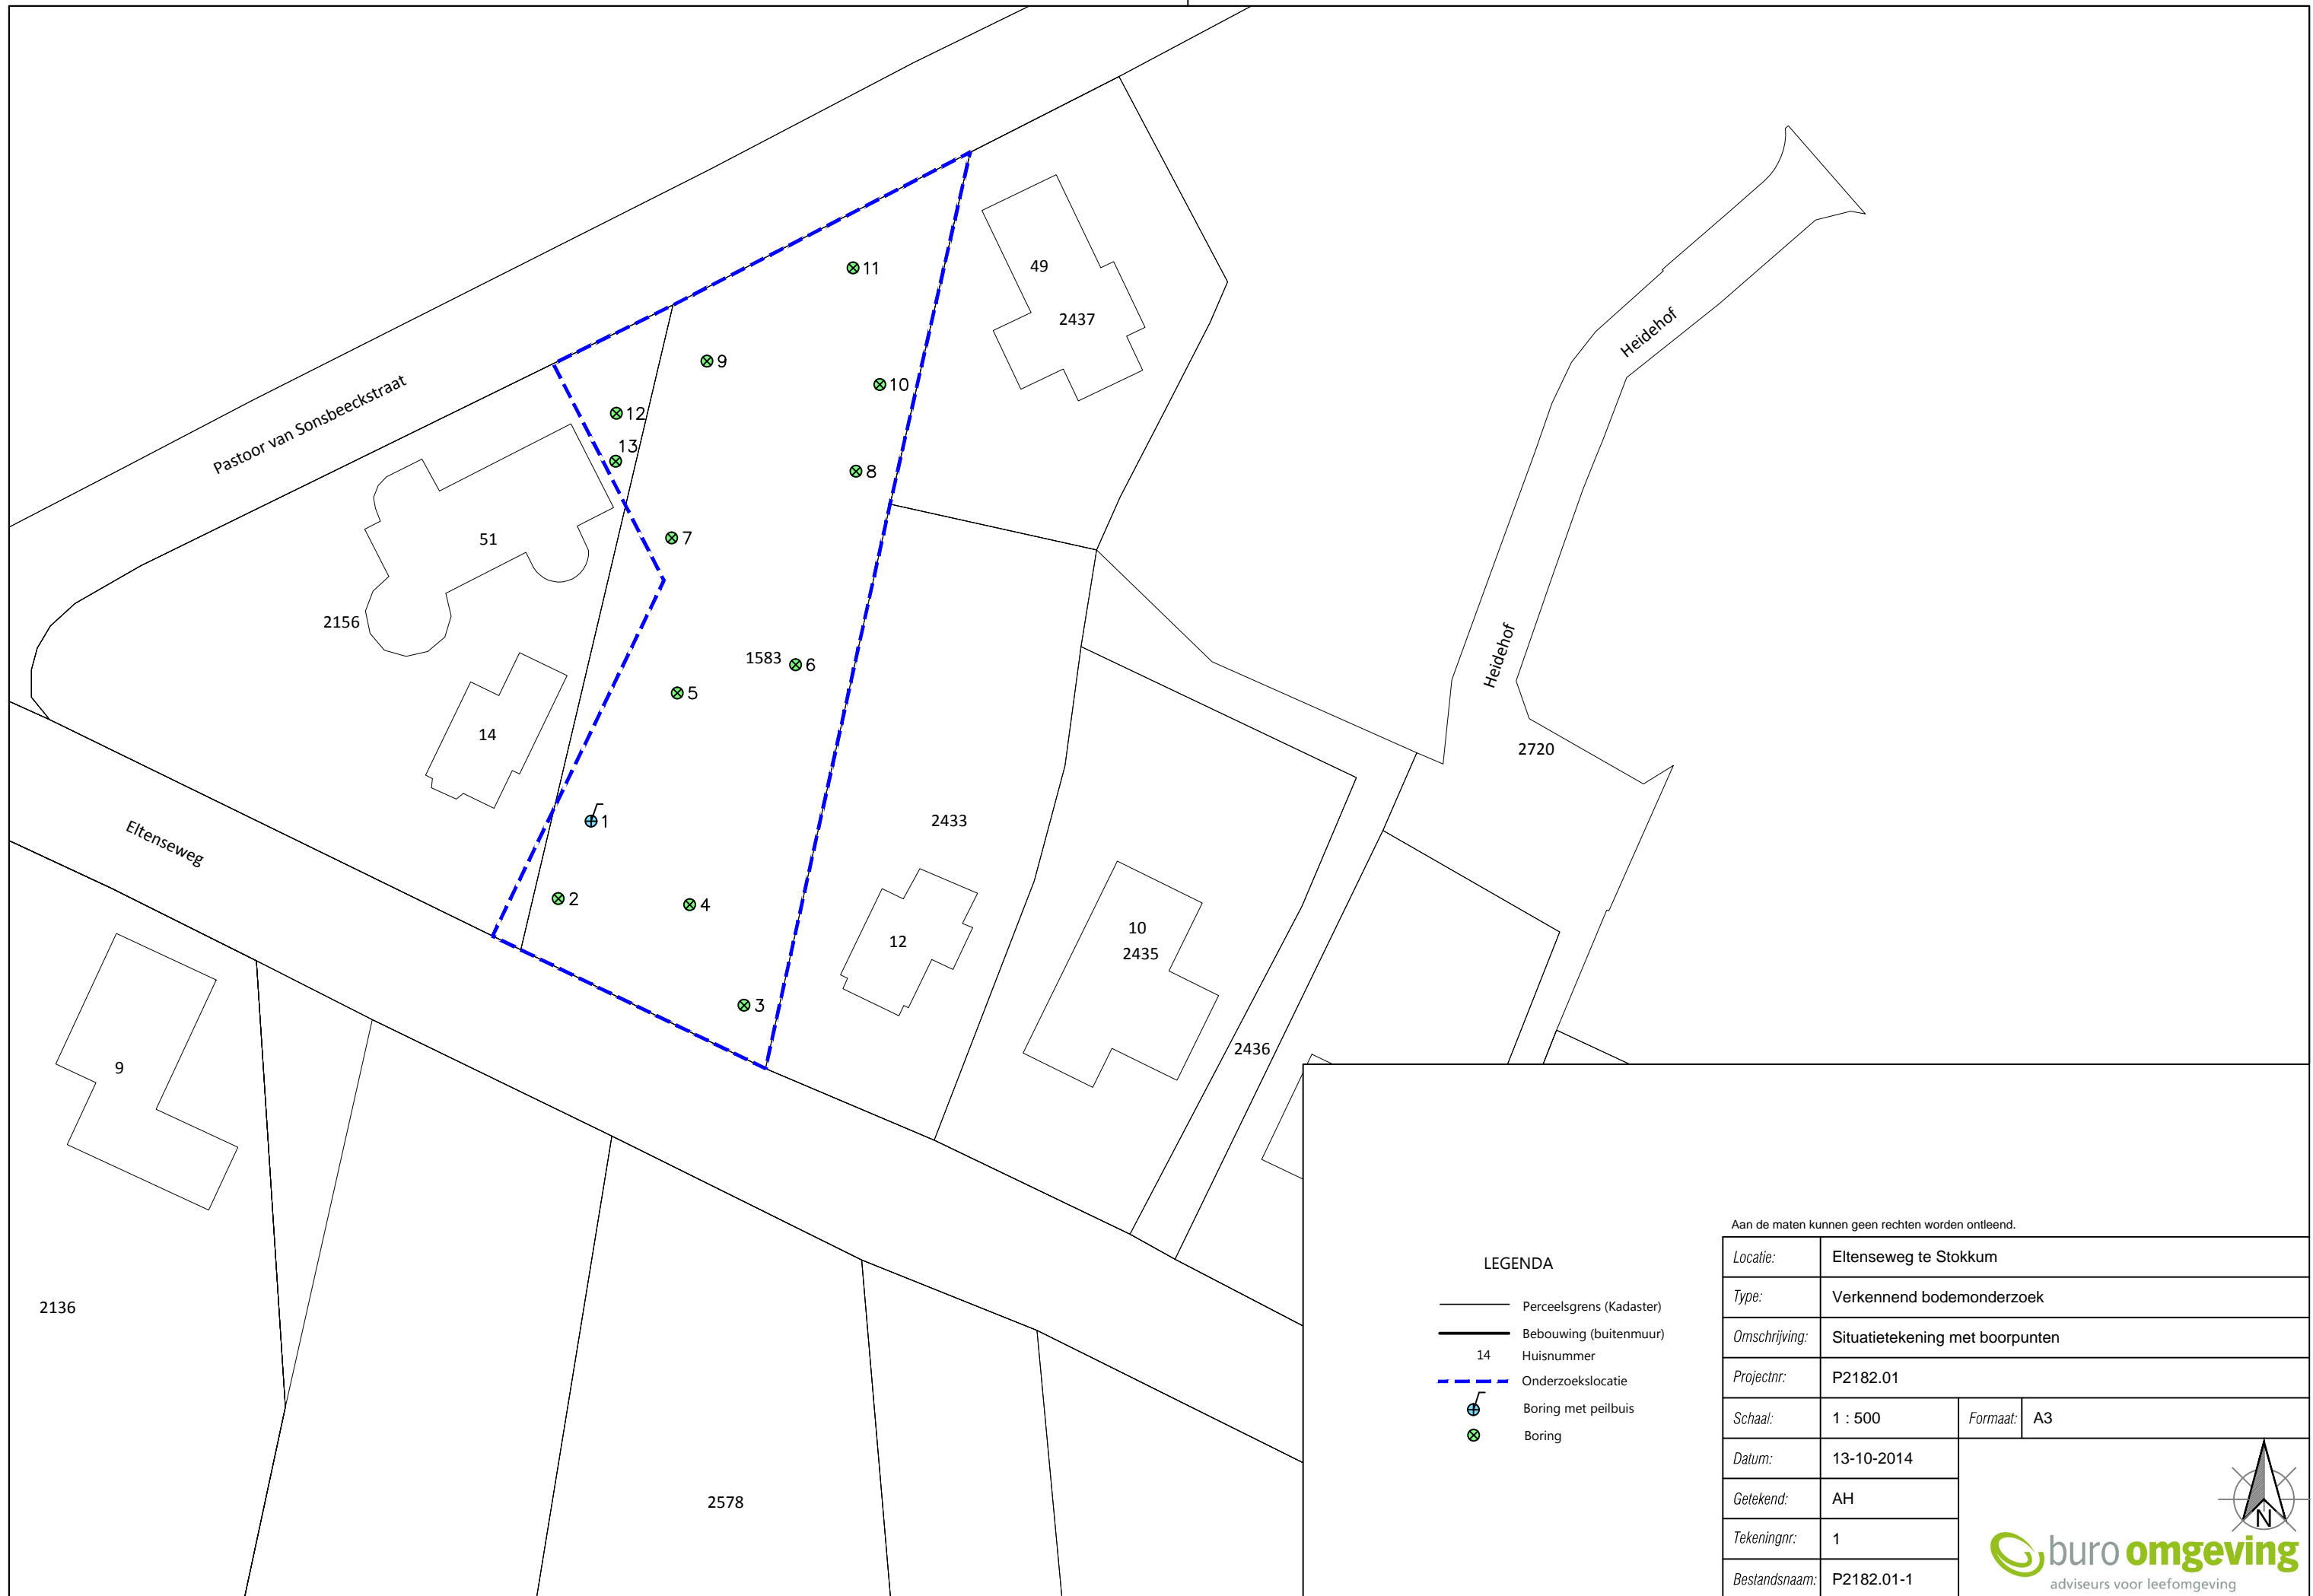 11
49
2437
Heidehof
9
10
12
Pastoor van Sonsbeeckstraat
13
8
51
7
2156
1583
6
Heidehof
5
14
2720
1
2433
Eltenseweg
2
4
12
10
2435
3
2436
9
2136
2578
LEGENDA
Perceelsgrens (Kadaster)
Bebouwing (buitenmuur)
14 Huisnummer
Onderzoekslocatie
Boring met peilbuis
Boring
Aan de maten kunnen geen rechten worden ontleend.
Locatie: Eltenseweg te Stokkum
Type: Verkennend bodemonderzoek
Omschrijving: Situatietekening met boorpunten
Projectnr: P2182.01
Schaal: 1 : 500 Formaat: A3
Datum: 13-10-2014
Getekend: AH
Tekeningnr: 1
Bestandsnaam: P2182.01-1
N
buro omgeving
adviseurs voor leefomgeving